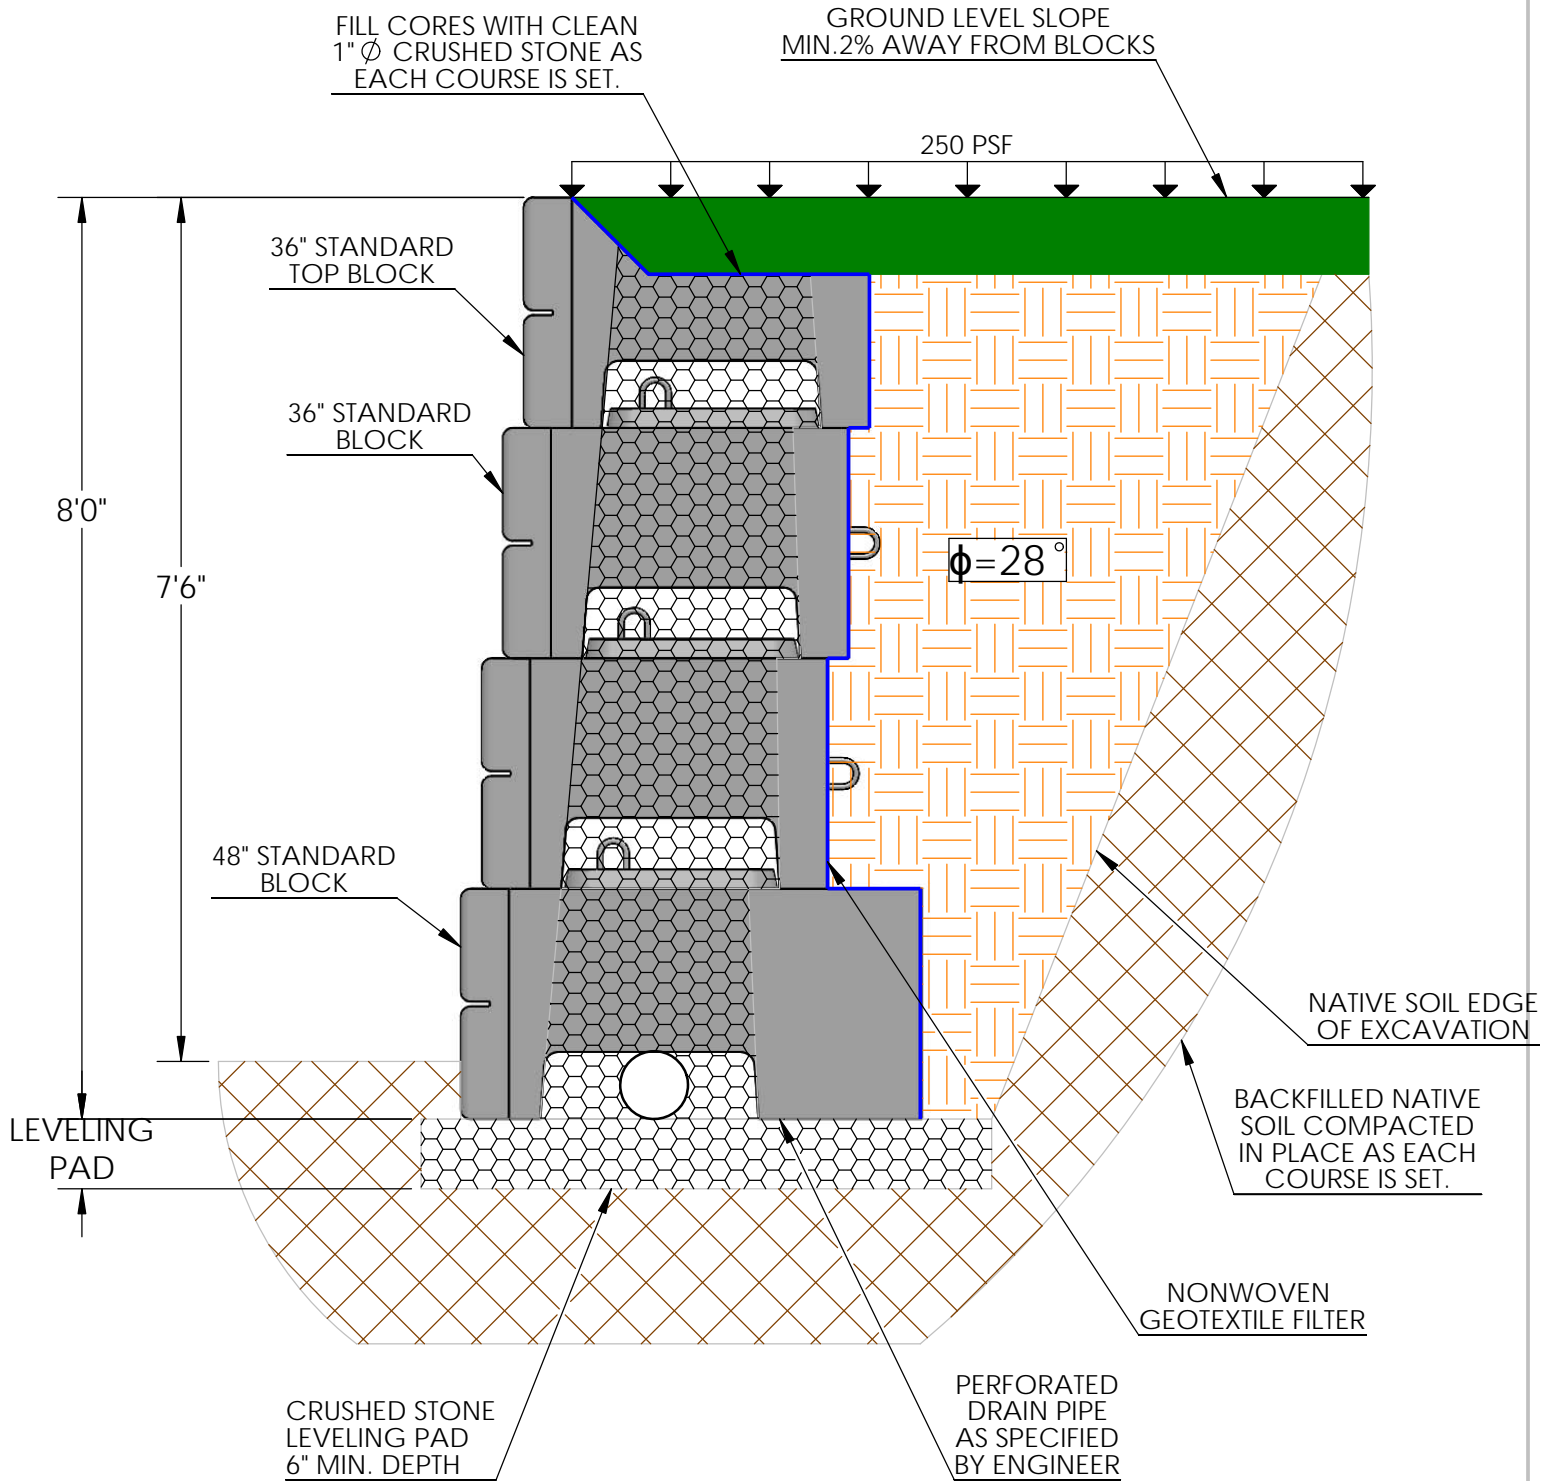 FILL CORES WITH CLEAN
1"Ø CRUSHED STONE AS
EACH COURSE IS SET.
GROUND LEVEL SLOPE
MIN.2% AWAY FROM BLOCKS
250 PSF
36" STANDARD
TOP BLOCK
36" STANDARD
BLOCK
8'0"
7'6"
ϕ=28°
48" STANDARD
BLOCK
NATIVE SOIL EDGE
OF EXCAVATION
BACKFILLED NATIVE
SOIL COMPACTED
IN PLACE AS EACH
COURSE IS SET.
LEVELING
PAD
NONWOVEN
GEOTEXTILE FILTER
PERFORATED
DRAIN PIPE
AS SPECIFIED
BY ENGINEER
CRUSHED STONE
LEVELING PAD
6" MIN. DEPTH